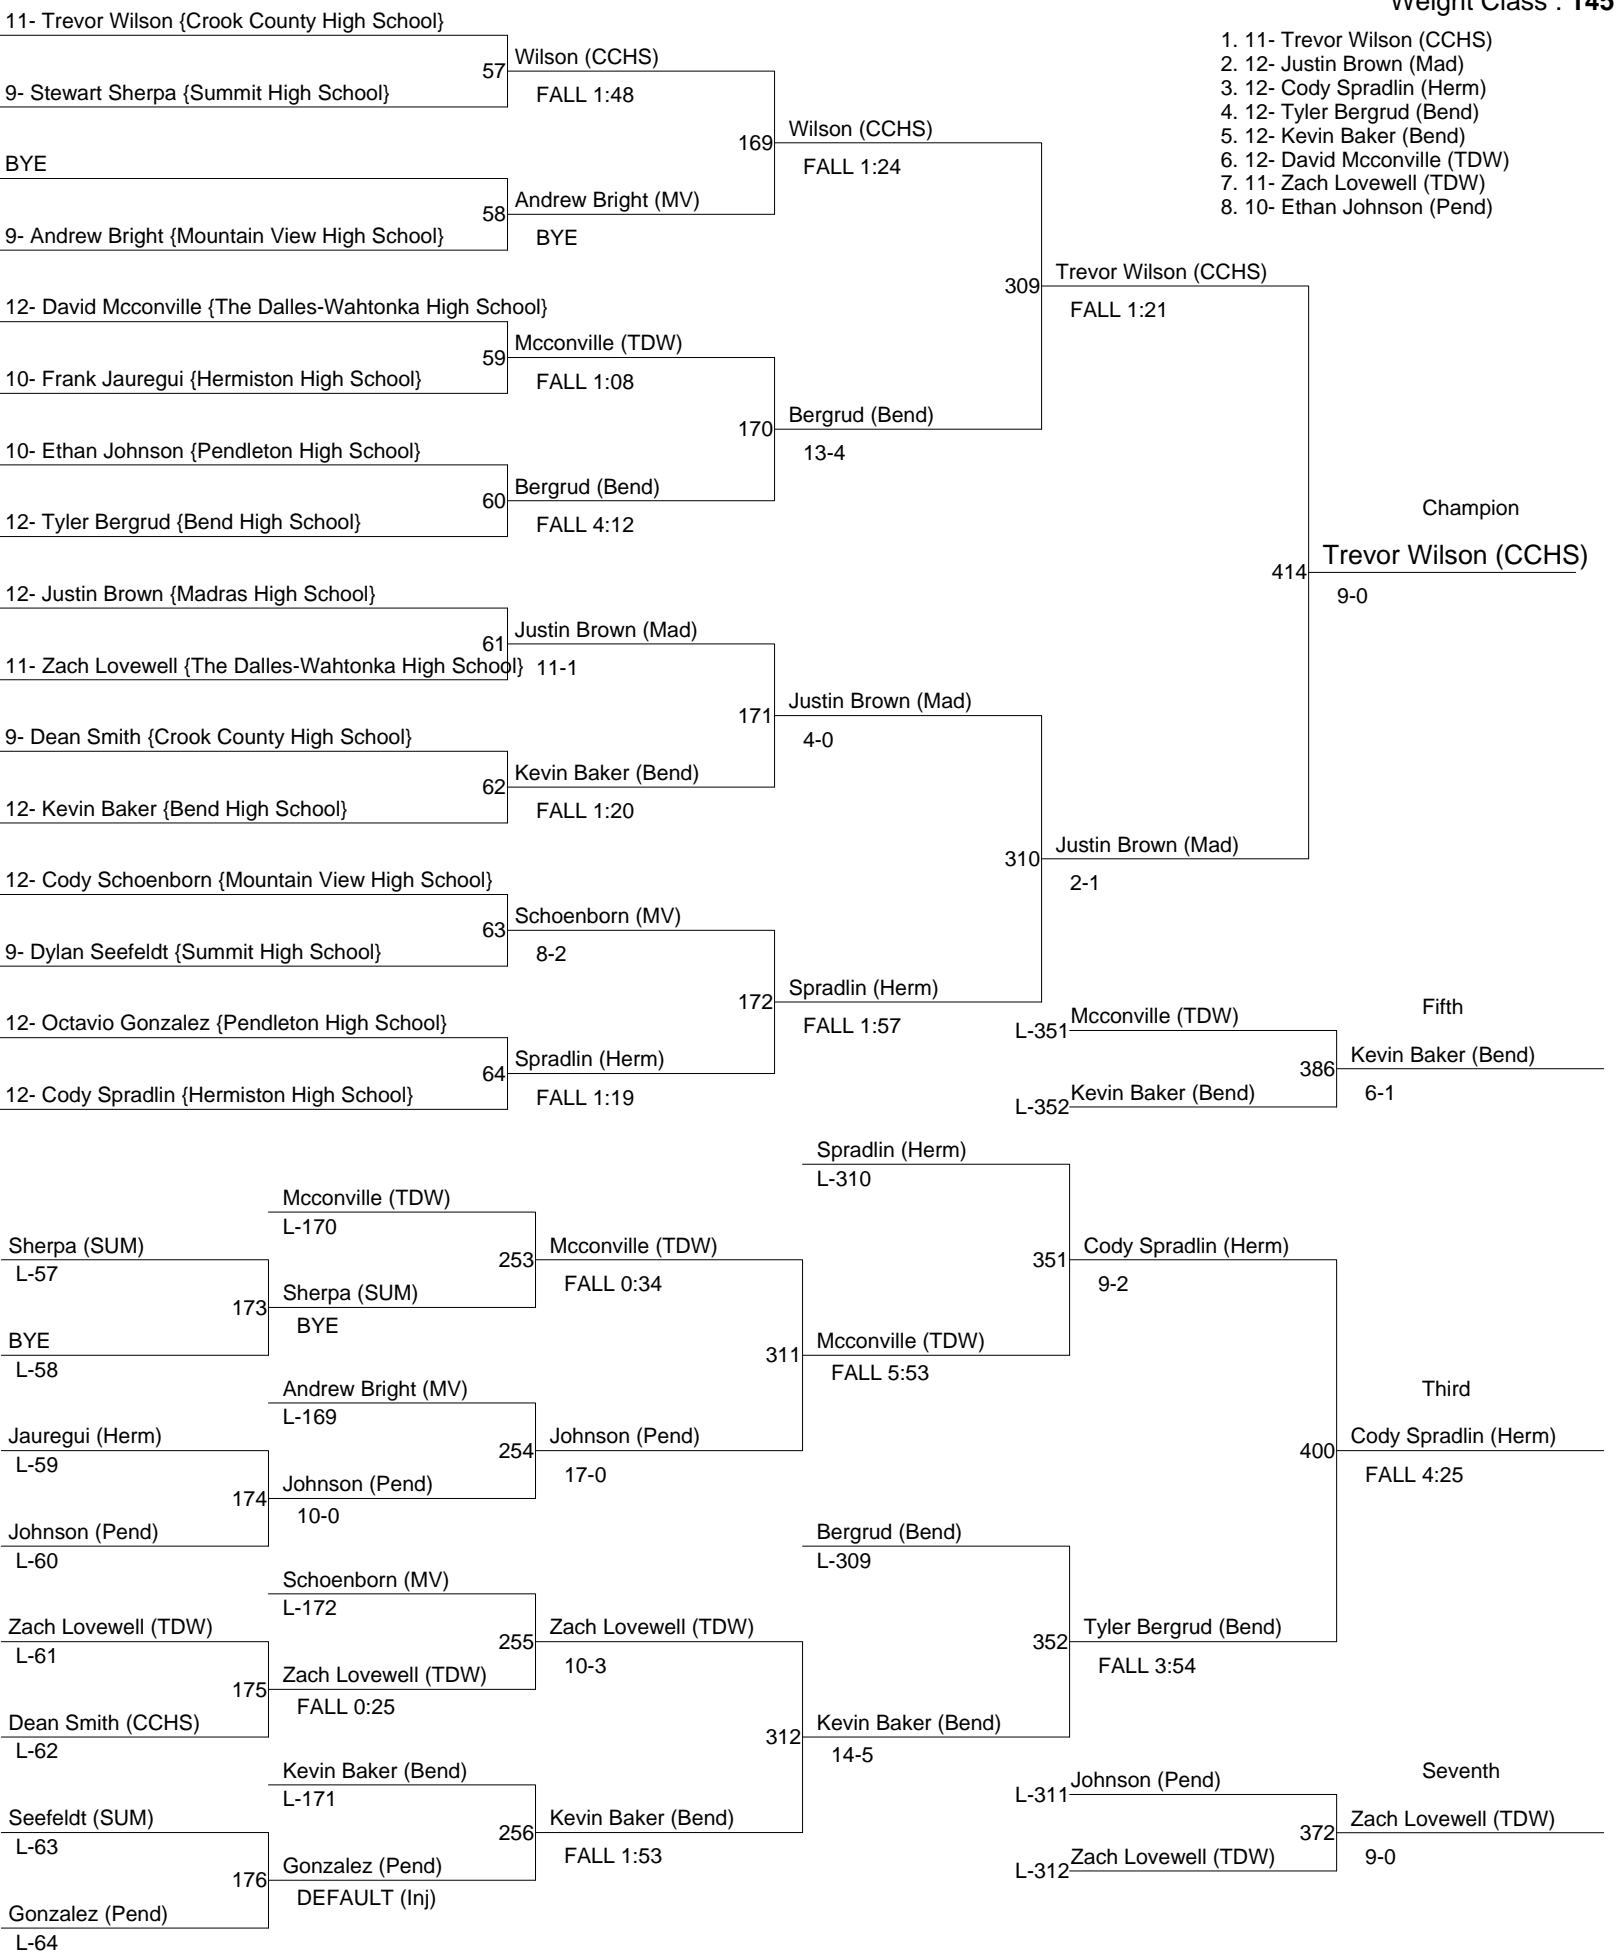 Weight Class : 145
1. 11- Trevor Wilson (CCHS)
2. 12- Justin Brown (Mad)
3. 12- Cody Spradlin (Herm)
4. 12- Tyler Bergrud (Bend)
5. 12- Kevin Baker (Bend)
6. 12- David Mcconville (TDW)
7. 11- Zach Lovewell (TDW)
8. 10- Ethan Johnson (Pend)
11- Trevor Wilson {Crook County High School}
9- Stewart Sherpa {Summit High School}
BYE
9- Andrew Bright {Mountain View High School}
12- David Mcconville {The Dalles-Wahtonka High School}
10- Frank Jauregui {Hermiston High School}
10- Ethan Johnson {Pendleton High School}
12- Tyler Bergrud {Bend High School}
12- Justin Brown {Madras High School}
11- Zach Lovewell {The Dalles-Wahtonka High School}
9- Dean Smith {Crook County High School}
12- Kevin Baker {Bend High School}
12- Cody Schoenborn {Mountain View High School}
9- Dylan Seefeldt {Summit High School}
12- Octavio Gonzalez {Pendleton High School}
12- Cody Spradlin {Hermiston High School}
57
Wilson (CCHS)
FALL 1:48
58
Andrew Bright (MV)
BYE
59
Mcconville (TDW)
FALL 1:08
60
Bergrud (Bend)
FALL 4:12
61
Justin Brown (Mad)
11-1
62
Kevin Baker (Bend)
FALL 1:20
63
Schoenborn (MV)
8-2
64
Spradlin (Herm)
FALL 1:19
169
Wilson (CCHS)
FALL 1:24
170
Bergrud (Bend)
13-4
171
Justin Brown (Mad)
4-0
172
Spradlin (Herm)
FALL 1:57
309
Trevor Wilson (CCHS)
FALL 1:21
310
Justin Brown (Mad)
2-1
Champion
414
Trevor Wilson (CCHS)
9-0
Fifth
L-351
Mcconville (TDW)
L-352
Kevin Baker (Bend)
386
Kevin Baker (Bend)
6-1
Sherpa (SUM)
L-57
BYE
L-58
Jauregui (Herm)
L-59
Johnson (Pend)
L-60
Zach Lovewell (TDW)
L-61
Dean Smith (CCHS)
L-62
Seefeldt (SUM)
L-63
Gonzalez (Pend)
L-64
Mcconville (TDW)
L-170
173
Sherpa (SUM)
BYE
Andrew Bright (MV)
L-169
174
Johnson (Pend)
10-0
Schoenborn (MV)
L-172
175
Zach Lovewell (TDW)
FALL 0:25
Kevin Baker (Bend)
L-171
176
Gonzalez (Pend)
DEFAULT (Inj)
253
Mcconville (TDW)
FALL 0:34
254
Johnson (Pend)
17-0
255
Zach Lovewell (TDW)
10-3
256
Kevin Baker (Bend)
FALL 1:53
Spradlin (Herm)
L-310
311
Mcconville (TDW)
FALL 5:53
Bergrud (Bend)
L-309
312
Kevin Baker (Bend)
14-5
351
Cody Spradlin (Herm)
9-2
352
Tyler Bergrud (Bend)
FALL 3:54
Third
400
Cody Spradlin (Herm)
FALL 4:25
Seventh
L-311
Johnson (Pend)
L-312
Zach Lovewell (TDW)
372
Zach Lovewell (TDW)
9-0